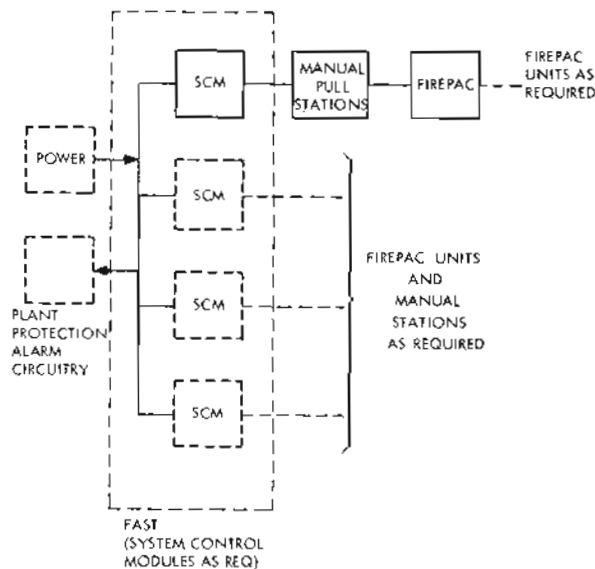 SCM
MANUAL
PULL
STATIONS
FIREPAC
FIREPAC
UNITS AS
REQUIRED
POWER
SCM
SCM
SCM
FIREPAC UNITS
AND
MANUAL
STATIONS
AS REQUIRED
PLANT
PROTECTION
ALARM
CIRCUITRY
FAST
(SYSTEM CONTROL
MODULES AS REQ)